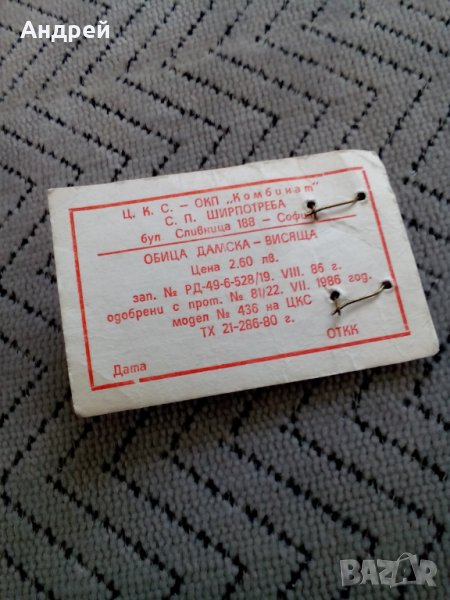 Андрей
Ц. К. С. — ОКП „Комбинат"
С. П. ШИРПОТРЕБА
бул Сливница 188 — София
ОБИЦА ДАМСКА — ВИСЯЩА
Цена 2.60 лв.
зап. № РД-49-6-528/19. VIII. 86 г.
одобрени с прот. № 81/22. VII. 1986 год.
модел № 436 на ЦКС
ТХ 21-286-80 г.
ОТКК
Дата
BAZAR